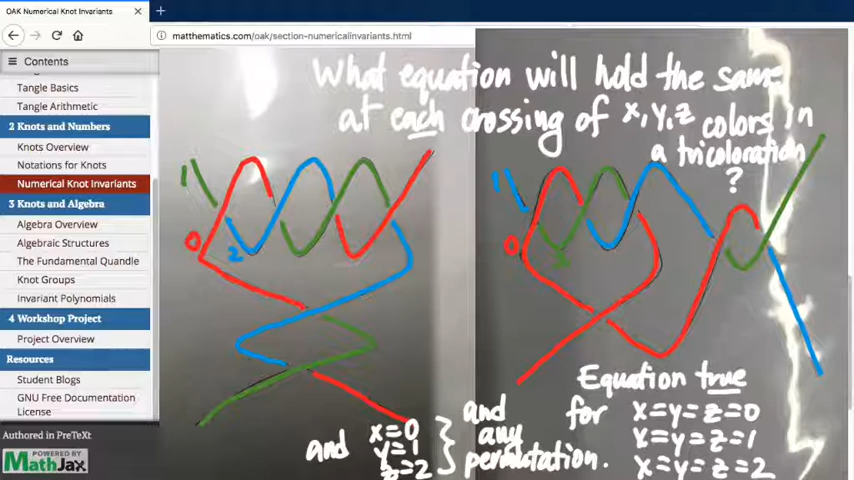 OAK Numerical Knot Invariants
matthematics.com/oak/section-numericalinvariants.html
Contents
Tangle Basics
Tangle Arithmetic
2 Knots and Numbers
Knots Overview
Notations for Knots
Numerical Knot Invariants
3 Knots and Algebra
Algebra Overview
Algebraic Structures
The Fundamental Quandle
Knot Groups
Invariant Polynomials
4 Workshop Project
Project Overview
Resources
Student Blogs
GNU Free Documentation
License
Authored in PreTeXt
POWERED BY
MathJax
What equation will hold the same
at each crossing of x, y, z colors in
a tricoloration
?
1
0
2
1
0
2
Equation true
for x=y=z=0
x=y=z=1
x=y=z=2
and x=0
y=1
z=2
and
any
permutation.